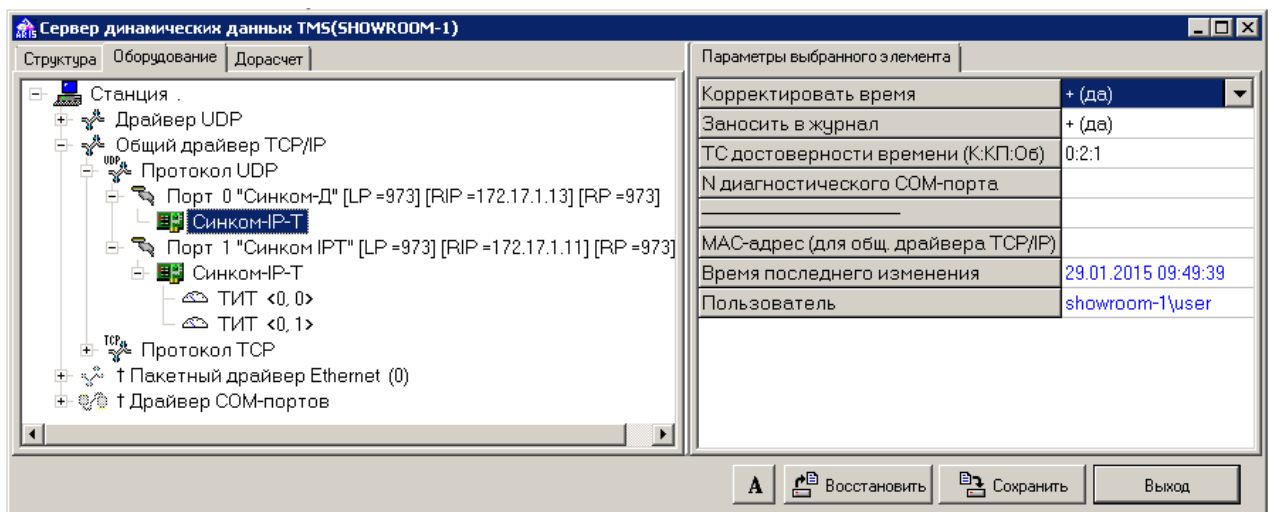 Сервер динамических данных TMS(SHOWROOM-1)
Структура Оборудование Дорасчет
Станция .
Драйвер UDP
Общий драйвер TCP/IP
UDP Протокол UDP
Порт 0 "Синком-Д" [LP =973] [RIP =172.17.1.13] [RP =973]
Синком-IP-T
Порт 1 "Синком IPT" [LP =973] [RIP =172.17.1.11] [RP =973]
Синком-IP-T
ТИТ <0, 0>
ТИТ <0, 1>
TCP Протокол TCP
† Пакетный драйвер Ethernet (0)
† Драйвер COM-портов
Параметры выбранного элемента
Корректировать время + (да)
Заносить в журнал + (да)
ТС достоверности времени (К:КП:Об) 0:2:1
N диагностического COM-порта
MAC-адрес (для общ. драйвера TCP/IP)
Время последнего изменения 29.01.2015 09:49:39
Пользователь showroom-1\user
A Восстановить Сохранить Выход